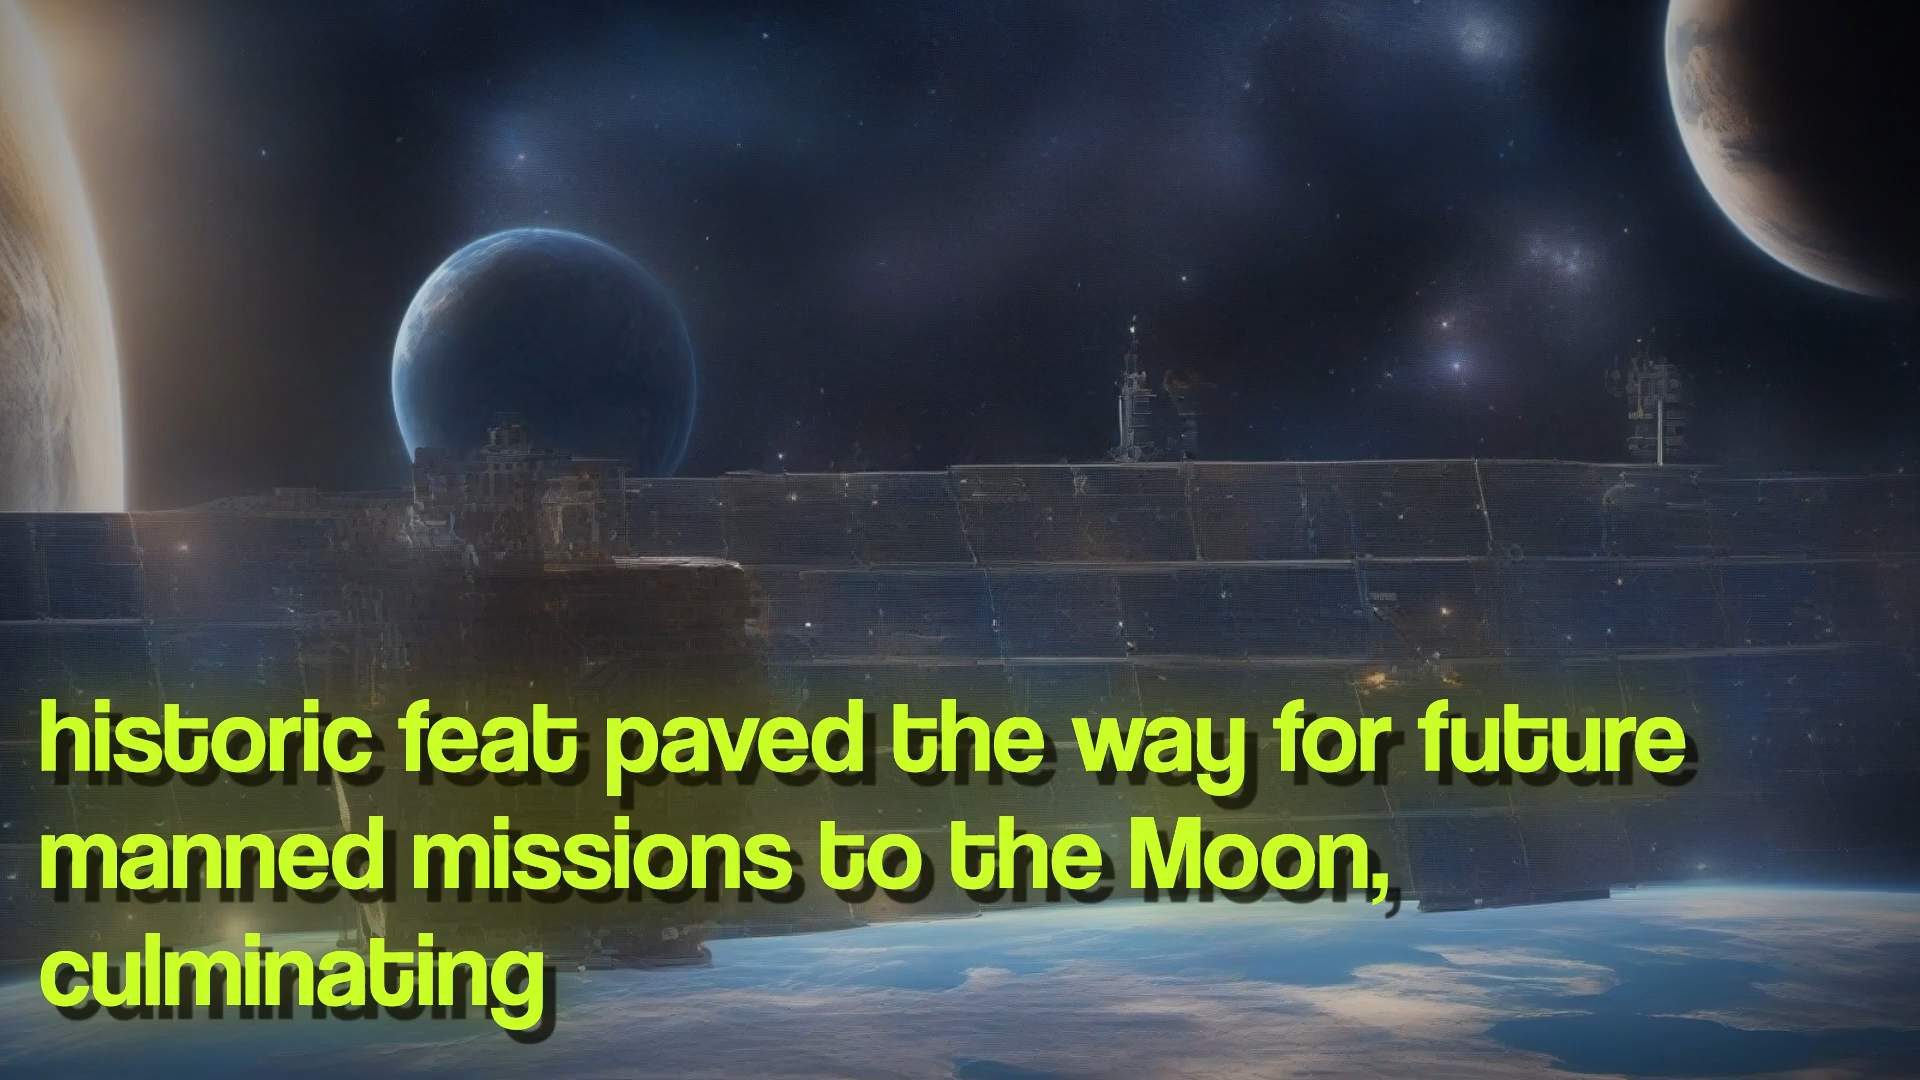 historic feat paved the way for future
manned missions to the Moon,
culminating